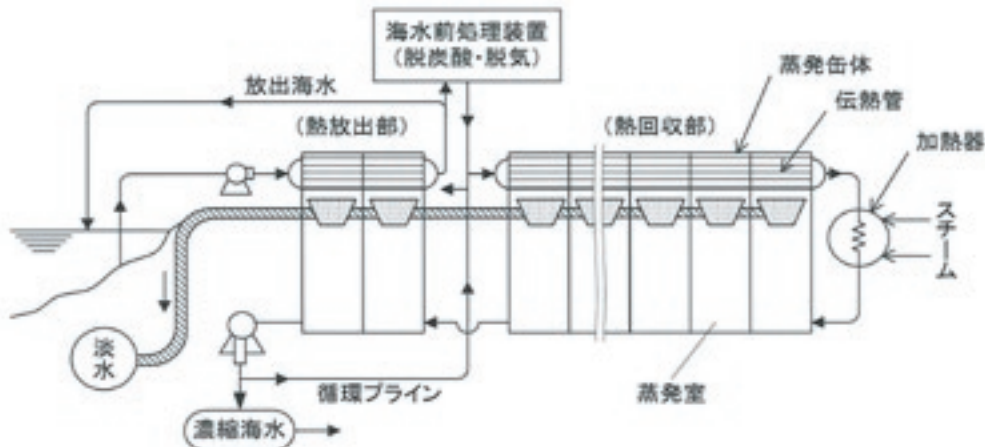 海水前処理装置
(脱炭酸・脱気)
蒸発缶体
放出海水
伝熱管
(熱放出部)
(熱回収部)
加熱器
スチーム
淡水
循環ブライン
蒸発室
濃縮海水